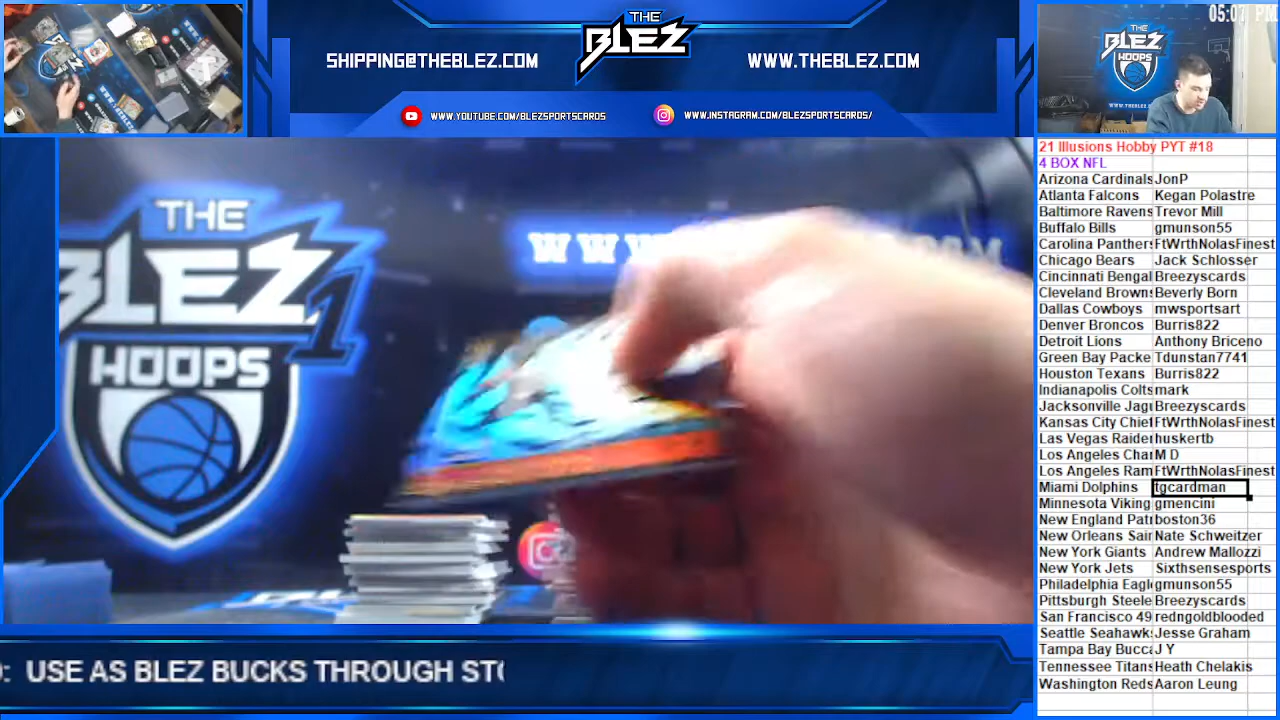 THE
BLEZ
SHIPPING@THEBLEZ.COM
WWW.THEBLEZ.COM
WWW.YOUTUBE.COM/BLEZSPORTSCARDS
WWW.INSTAGRAM.COM/BLEZSPORTSCARDS/
05:07 PM
THE
BLEZ
HOOPS
THE
BLEZ 1
HOOPS
21 Illusions Hobby PYT #18
4 BOX NFL
Arizona Cardinals JonP
Atlanta Falcons Kegan Polastre
Baltimore Ravens Trevor Mill
Buffalo Bills gmunson55
Carolina Panthers FtWrthNolasFinest
Chicago Bears Jack Schlosser
Cincinnati Bengal Breezyscards
Cleveland Browns Beverly Born
Dallas Cowboys mwsportsart
Denver Broncos Burris822
Detroit Lions Anthony Briceno
Green Bay Packe Tdunstan7741
Houston Texans Burris822
Indianapolis Colts mark
Jacksonville Jagu Breezyscards
Kansas City Chief FtWrthNolasFinest
Las Vegas Raider huskertb
Los Angeles Char M D
Los Angeles Ram FtWrthNolasFinest
Miami Dolphins tgcardman
Minnesota Viking gmencini
New England Patr boston36
New Orleans Sain Nate Schweitzer
New York Giants Andrew Mallozzi
New York Jets Sixthsensesports
Philadelphia Eagl gmunson55
Pittsburgh Steele Breezyscards
San Francisco 49 redngoldblooded
Seattle Seahawks Jesse Graham
Tampa Bay Bucca J Y
Tennessee Titans Heath Chelakis
Washington Reds Aaron Leung
: USE AS BLEZ BUCKS THROUGH STO